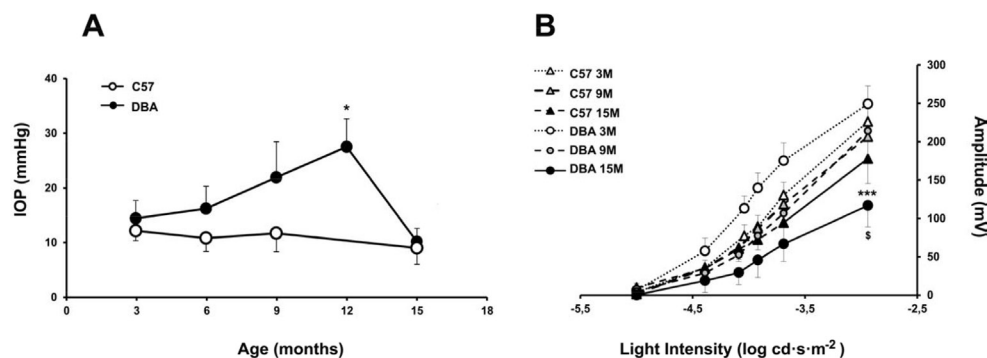 A
B
40
30
20
10
0
IOP (mmHg)
C57
DBA
*
0 3 6 9 12 15 18
Age (months)
C57 3M
C57 9M
C57 15M
DBA 3M
DBA 9M
DBA 15M
300
250
200
150
100
50
0
Amplitude (mV)
***
$
-5,5 -4,5 -3,5 -2,5
Light Intensity (log cd·s·m-2)